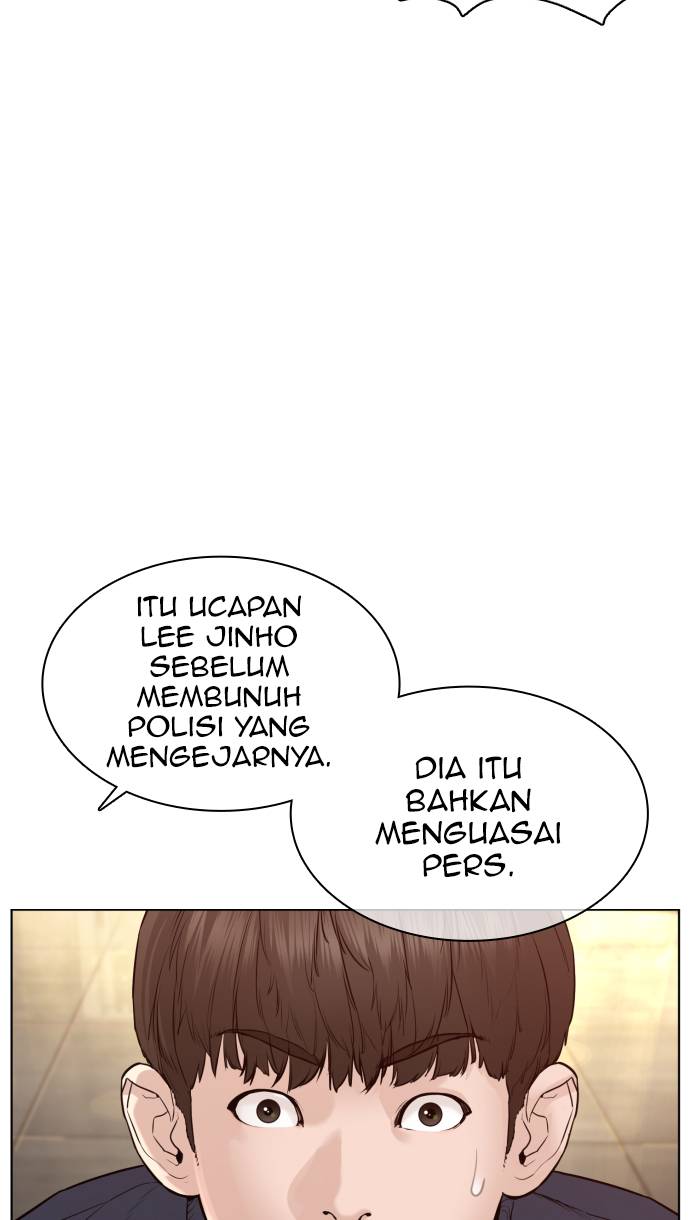 ITU UCAPAN
LEE JINHO
SEBELUM
MEMBUNUH
POLISI YANG
MENGEJARNYA.
DIA ITU
BAHKAN
MENGUASAI
PERS.